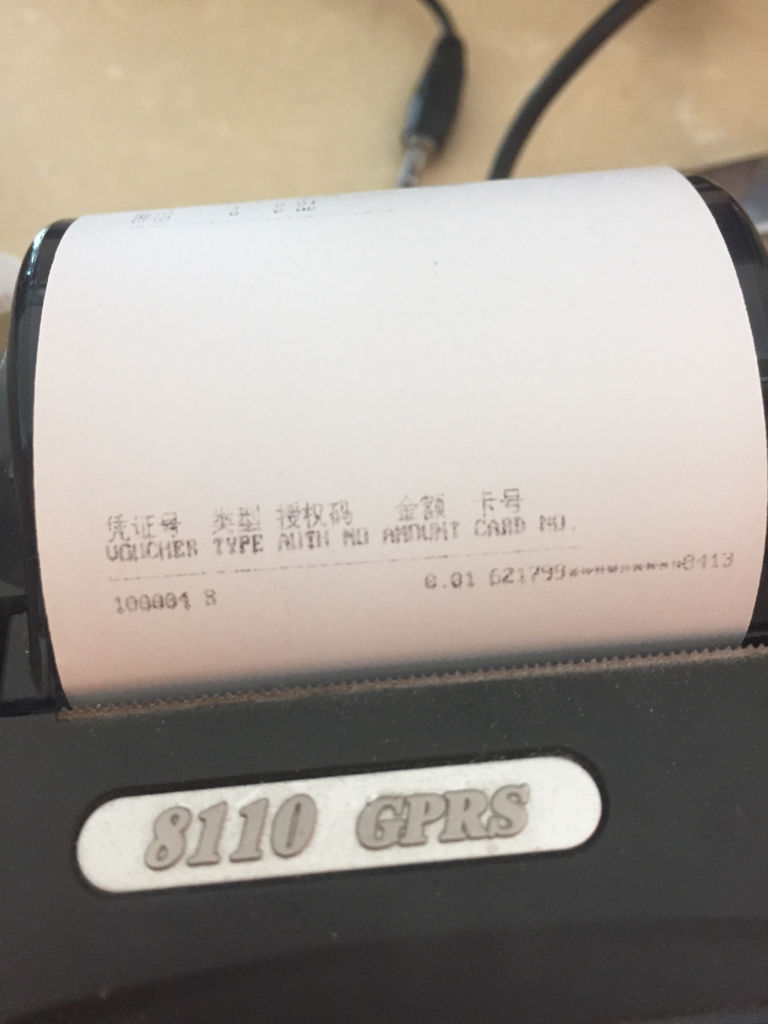 凭证号 类型 授权码 金额 卡号
VOUCHER TYPE AUTH NO AMOUNT CARD NO.
100004 S 0.01 621799*********0413
8110 GPRS